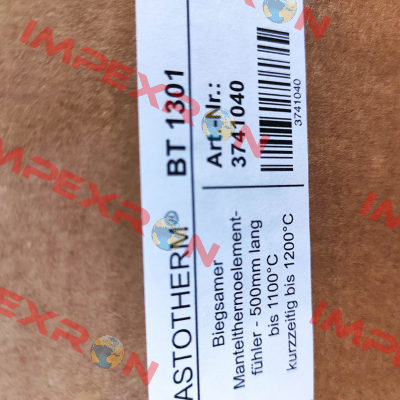 ASTOTHERM® BT 1301
Art.-Nr.:
3741040
3741040
Biegsamer
Mantelthermoelement-
fühler - 500mm lang
bis 1100°C
kurzzeitig bis 1200°C
IMPEXRON
IMPEXRON
IMPEXRON
IMPEXRON